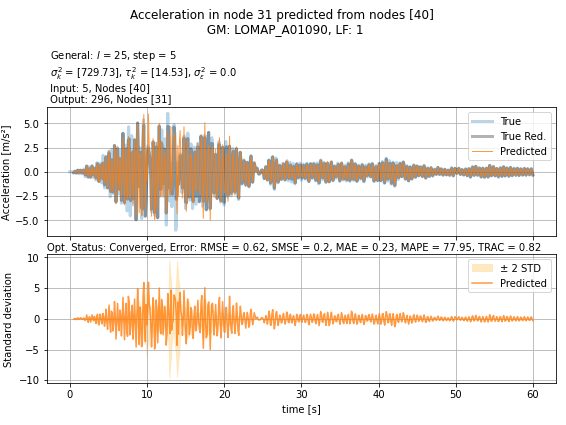 Acceleration in node 31 predicted from nodes [40]
GM: LOMAP_A01090, LF: 1
General: l = 25, step = 5
σ²ₖ = [729.73], τ²ₖ = [14.53], σ²ε = 0.0
Input: 5, Nodes [40]
Output: 296, Nodes [31]
Acceleration [m/s²]
5.0
2.5
0.0
−2.5
−5.0
True
True Red.
Predicted
Opt. Status: Converged, Error: RMSE = 0.62, SMSE = 0.2, MAE = 0.23, MAPE = 77.95, TRAC = 0.82
Standard deviation
10
5
0
−5
−10
± 2 STD
Predicted
0 10 20 30 40 50 60
time [s]